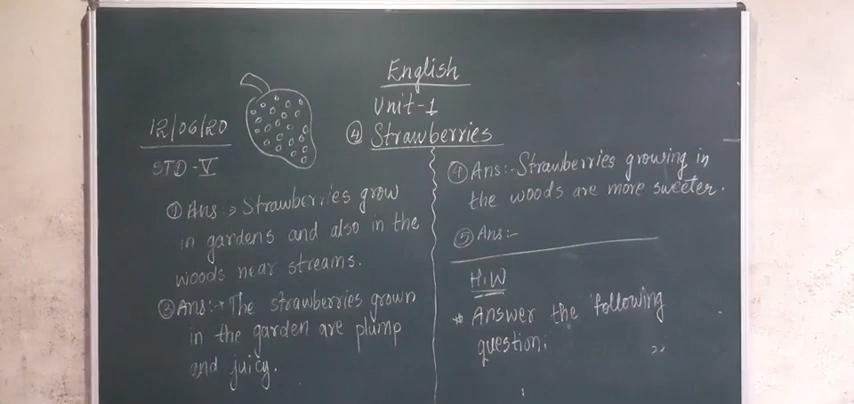 English
Unit-1
④ Strawberries
12/06/20
STD-V
① Ans:→ Strawberries grow
in gardens and also in the
woods near streams.
③ Ans:→ The strawberries grown
in the garden are plump
and juicy.
④ Ans:- Strawberries growing in
the woods are more sweeter.
⑤ Ans:-
H.W
* Answer the following
question: